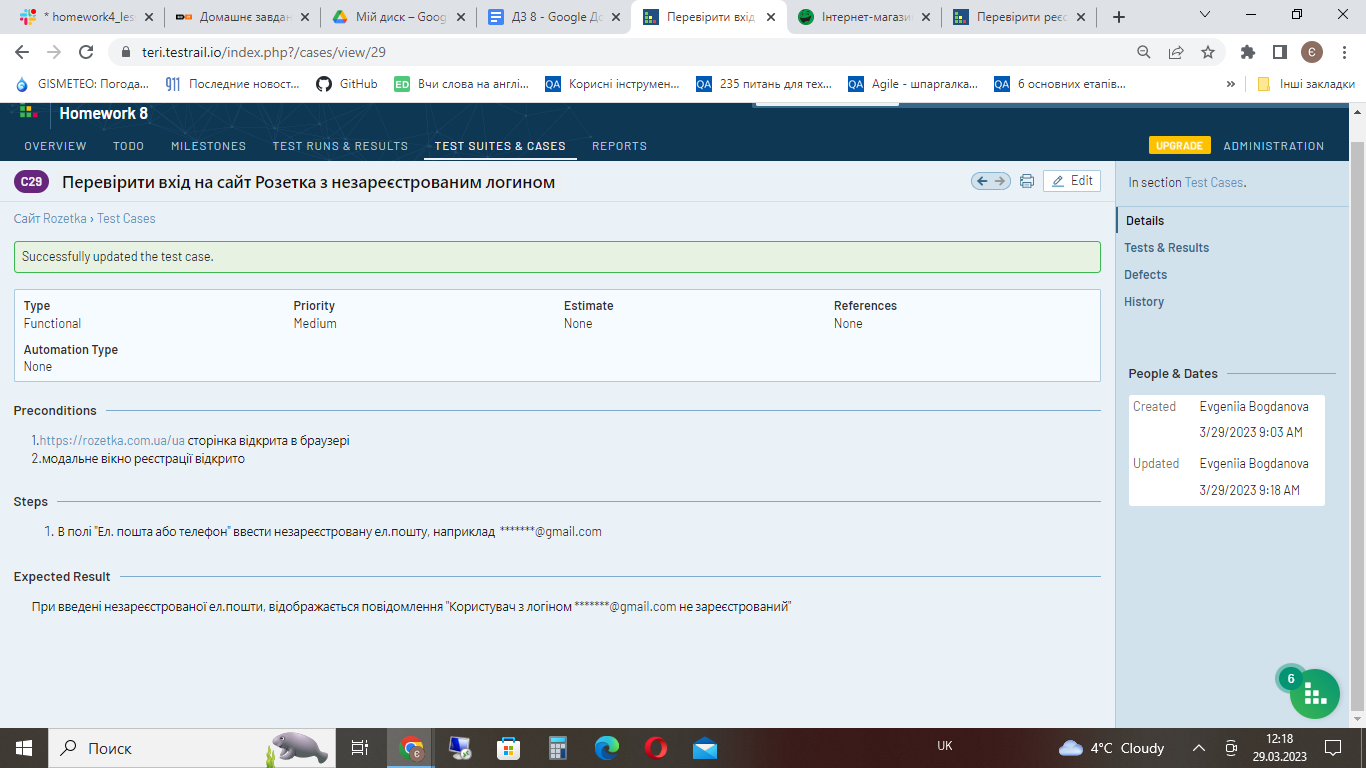 * homework4_les
Домашнє завдан
Мій диск – Goog
ДЗ 8 - Google До
Перевірити вхід
Інтернет-магази
Перевірити реєс
teri.testrail.io/index.php?/cases/view/29
Є
GISMETEO: Погода...
Последние новост...
GitHub
ED Вчи слова на англі...
QA Корисні інструмен...
QA 235 питань для тех...
QA Agile - шпаргалка...
QA 6 основних етапів...
»
Інші закладки
Homework 8
OVERVIEW TODO MILESTONES TEST RUNS & RESULTS TEST SUITES & CASES REPORTS UPGRADE ADMINISTRATION
C29 Перевірити вхід на сайт Розетка з незареєстрованим логином
Edit
In section Test Cases.
Сайт Rozetka › Test Cases
Details
Tests & Results
Defects
History
Successfully updated the test case.
Type Priority Estimate References
Functional Medium None None
Automation Type
None
People & Dates
Created Evgeniia Bogdanova
3/29/2023 9:03 AM
Updated Evgeniia Bogdanova
3/29/2023 9:18 AM
Preconditions
1.https://rozetka.com.ua/ua сторінка відкрита в браузері
2.модальне вікно реєстрації відкрито
Steps
1. В полі "Ел. пошта або телефон" ввести незареєстровану ел.пошту, наприклад *******@gmail.com
Expected Result
При введені незареєстрованої ел.пошти, відображається повідомлення "Користувач з логіном *******@gmail.com не зареєстрований"
6
Поиск
UK
4°C Cloudy
12:18
29.03.2023